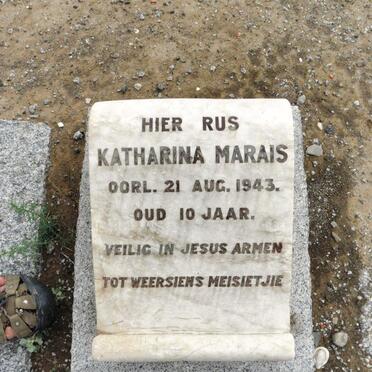 HIER RUS
KATHARINA MARAIS
OORL. 21 AUG. 1943.
OUD 10 JAAR.
VEILIG IN JESUS ARMEN
TOT WEERSIENS MEISIETJIE